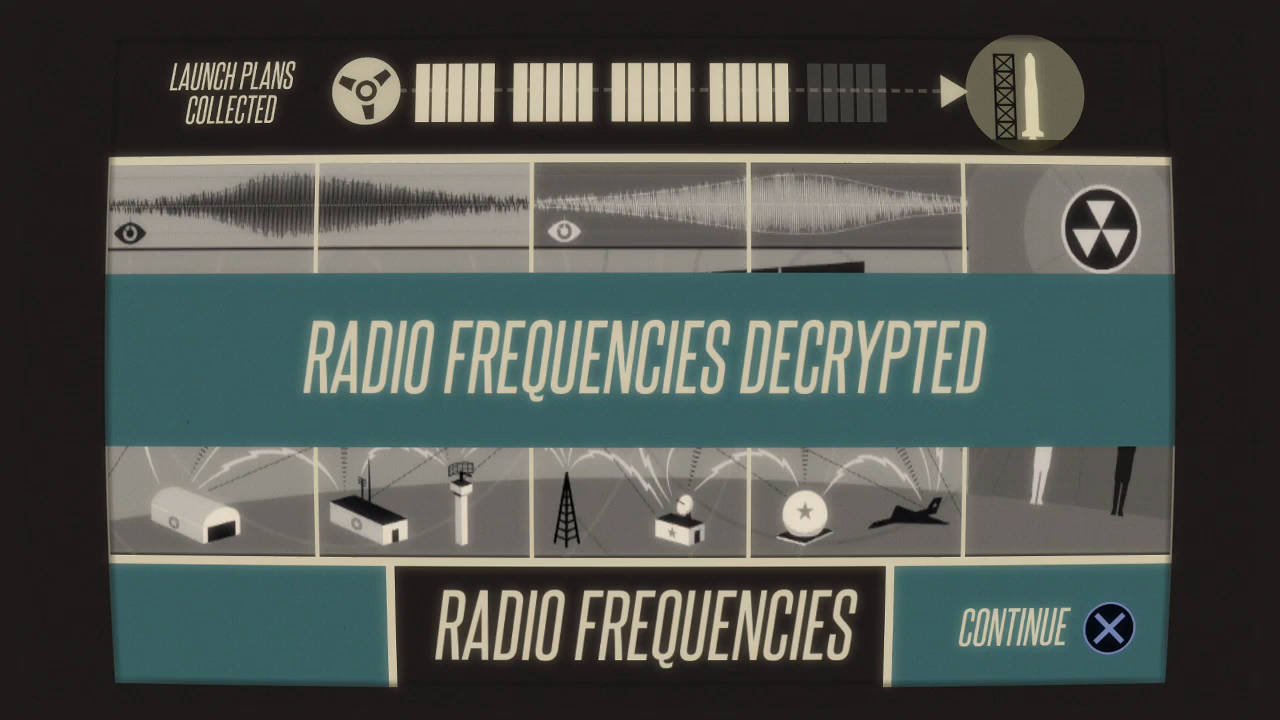 LAUNCH PLANS
COLLECTED
RADIO FREQUENCIES DECRYPTED
RADIO FREQUENCIES
CONTINUE